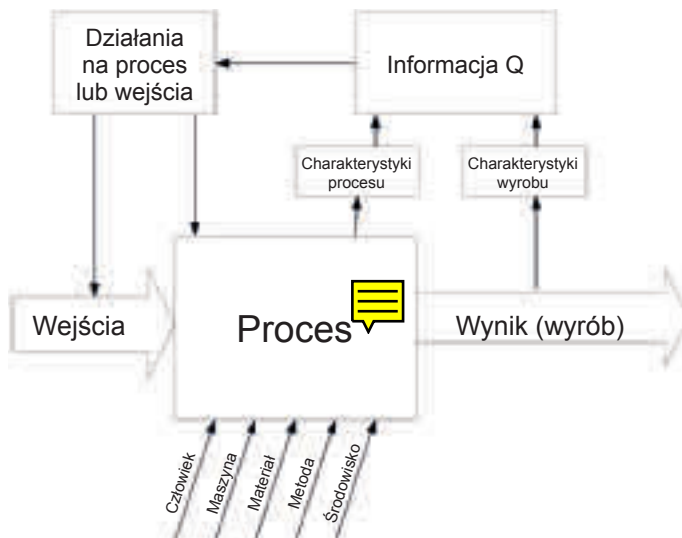 Działania
na proces
lub wejścia
Informacja Q
Charakterystyki
procesu
Charakterystyki
wyrobu
Wejścia
Proces
Wynik (wyrób)
Człowiek
Maszyna
Materiał
Metoda
Środowisko